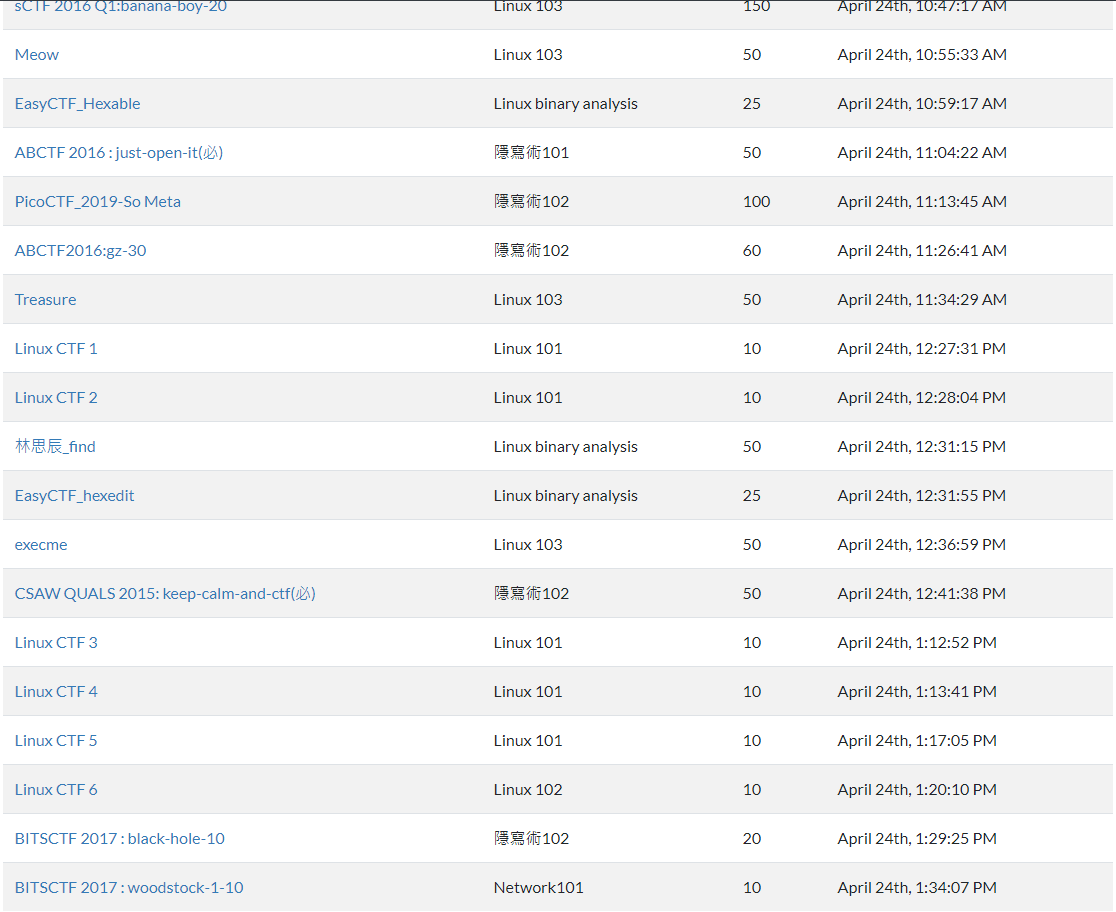 sCTF 2016 Q1:banana-boy-20 Linux 103 150 April 24th, 10:47:17 AM
Meow Linux 103 50 April 24th, 10:55:33 AM
EasyCTF_Hexable Linux binary analysis 25 April 24th, 10:59:17 AM
ABCTF 2016 : just-open-it(必) 隱寫術101 50 April 24th, 11:04:22 AM
PicoCTF_2019-So Meta 隱寫術102 100 April 24th, 11:13:45 AM
ABCTF2016:gz-30 隱寫術102 60 April 24th, 11:26:41 AM
Treasure Linux 103 50 April 24th, 11:34:29 AM
Linux CTF 1 Linux 101 10 April 24th, 12:27:31 PM
Linux CTF 2 Linux 101 10 April 24th, 12:28:04 PM
林思辰_find Linux binary analysis 50 April 24th, 12:31:15 PM
EasyCTF_hexedit Linux binary analysis 25 April 24th, 12:31:55 PM
execme Linux 103 50 April 24th, 12:36:59 PM
CSAW QUALS 2015: keep-calm-and-ctf(必) 隱寫術102 50 April 24th, 12:41:38 PM
Linux CTF 3 Linux 101 10 April 24th, 1:12:52 PM
Linux CTF 4 Linux 101 10 April 24th, 1:13:41 PM
Linux CTF 5 Linux 101 10 April 24th, 1:17:05 PM
Linux CTF 6 Linux 102 10 April 24th, 1:20:10 PM
BITSCTF 2017 : black-hole-10 隱寫術102 20 April 24th, 1:29:25 PM
BITSCTF 2017 : woodstock-1-10 Network101 10 April 24th, 1:34:07 PM